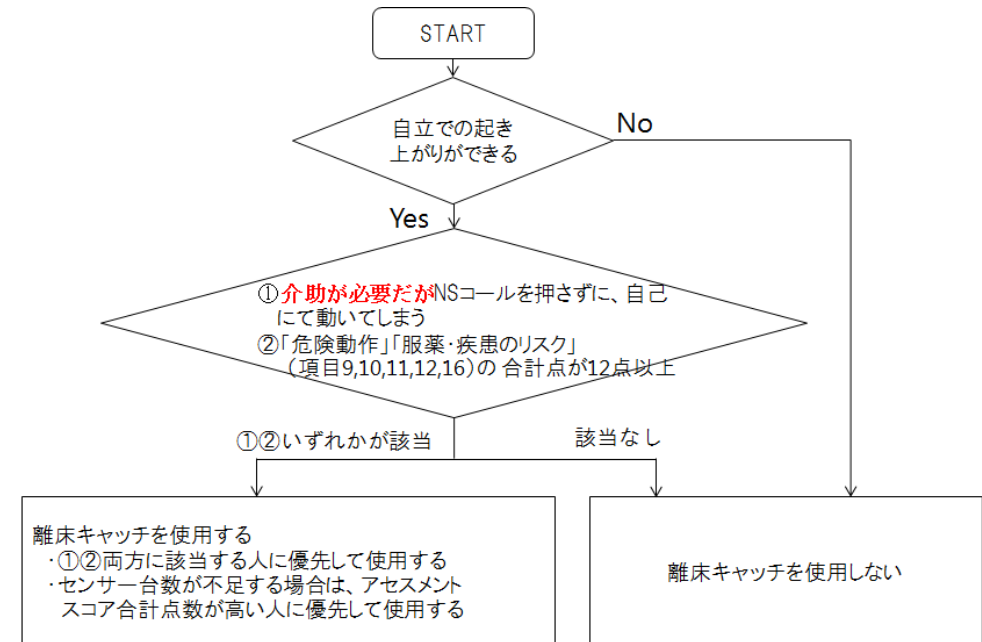 START
自立での起き
上がりができる
No
Yes
①介助が必要だがNSコールを押さずに、自己
にて動いてしまう
②「危険動作」「服薬・疾患のリスク」
（項目9,10,11,12,16）の 合計点が12点以上
①②いずれかが該当
該当なし
離床キャッチを使用する
・①②両方に該当する人に優先して使用する
・センサー台数が不足する場合は、アセスメント
スコア合計点数が高い人に優先して使用する
離床キャッチを使用しない